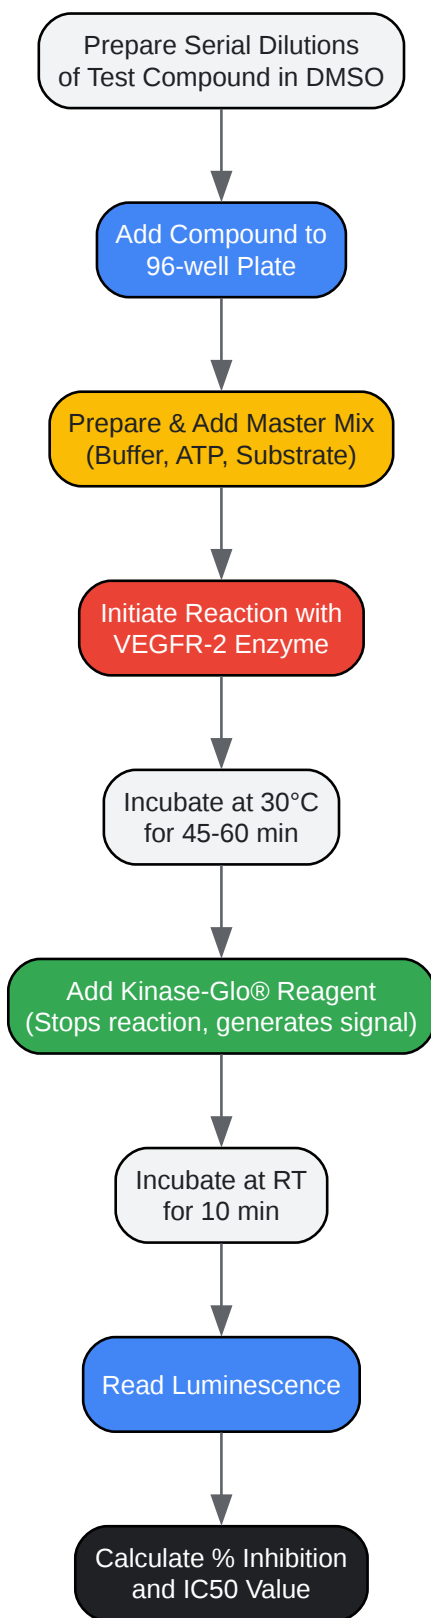 Prepare Serial Dilutions
of Test Compound in DMSO
Add Compound to
96-well Plate
Prepare & Add Master Mix
(Buffer, ATP, Substrate)
Initiate Reaction with
VEGFR-2 Enzyme
Incubate at 30°C
for 45-60 min
Add Kinase-Glo® Reagent
(Stops reaction, generates signal)
Incubate at RT
for 10 min
Read Luminescence
Calculate % Inhibition
and IC50 Value